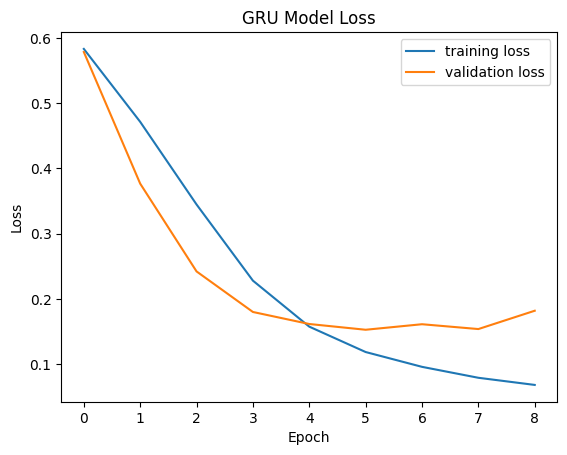 GRU Model Loss
training loss
validation loss
0.6
0.5
0.4
0.3
0.2
0.1
Loss
0 1 2 3 4 5 6 7 8
Epoch